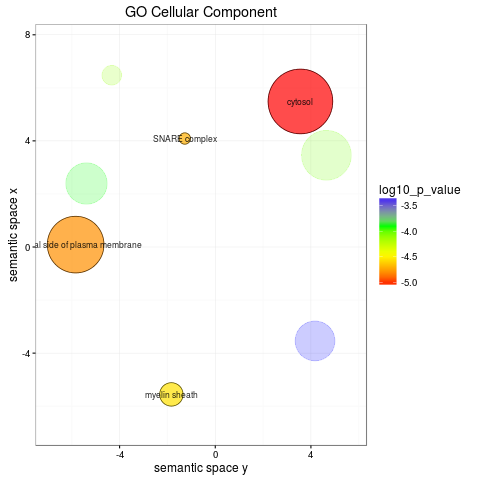 GO Cellular Component
8
4
0
-4
semantic space x
cytosol
SNARE complex
al side of plasma membrane
myelin sheath
-4
0
4
semantic space y
log10_p_value
-3.5
-4.0
-4.5
-5.0